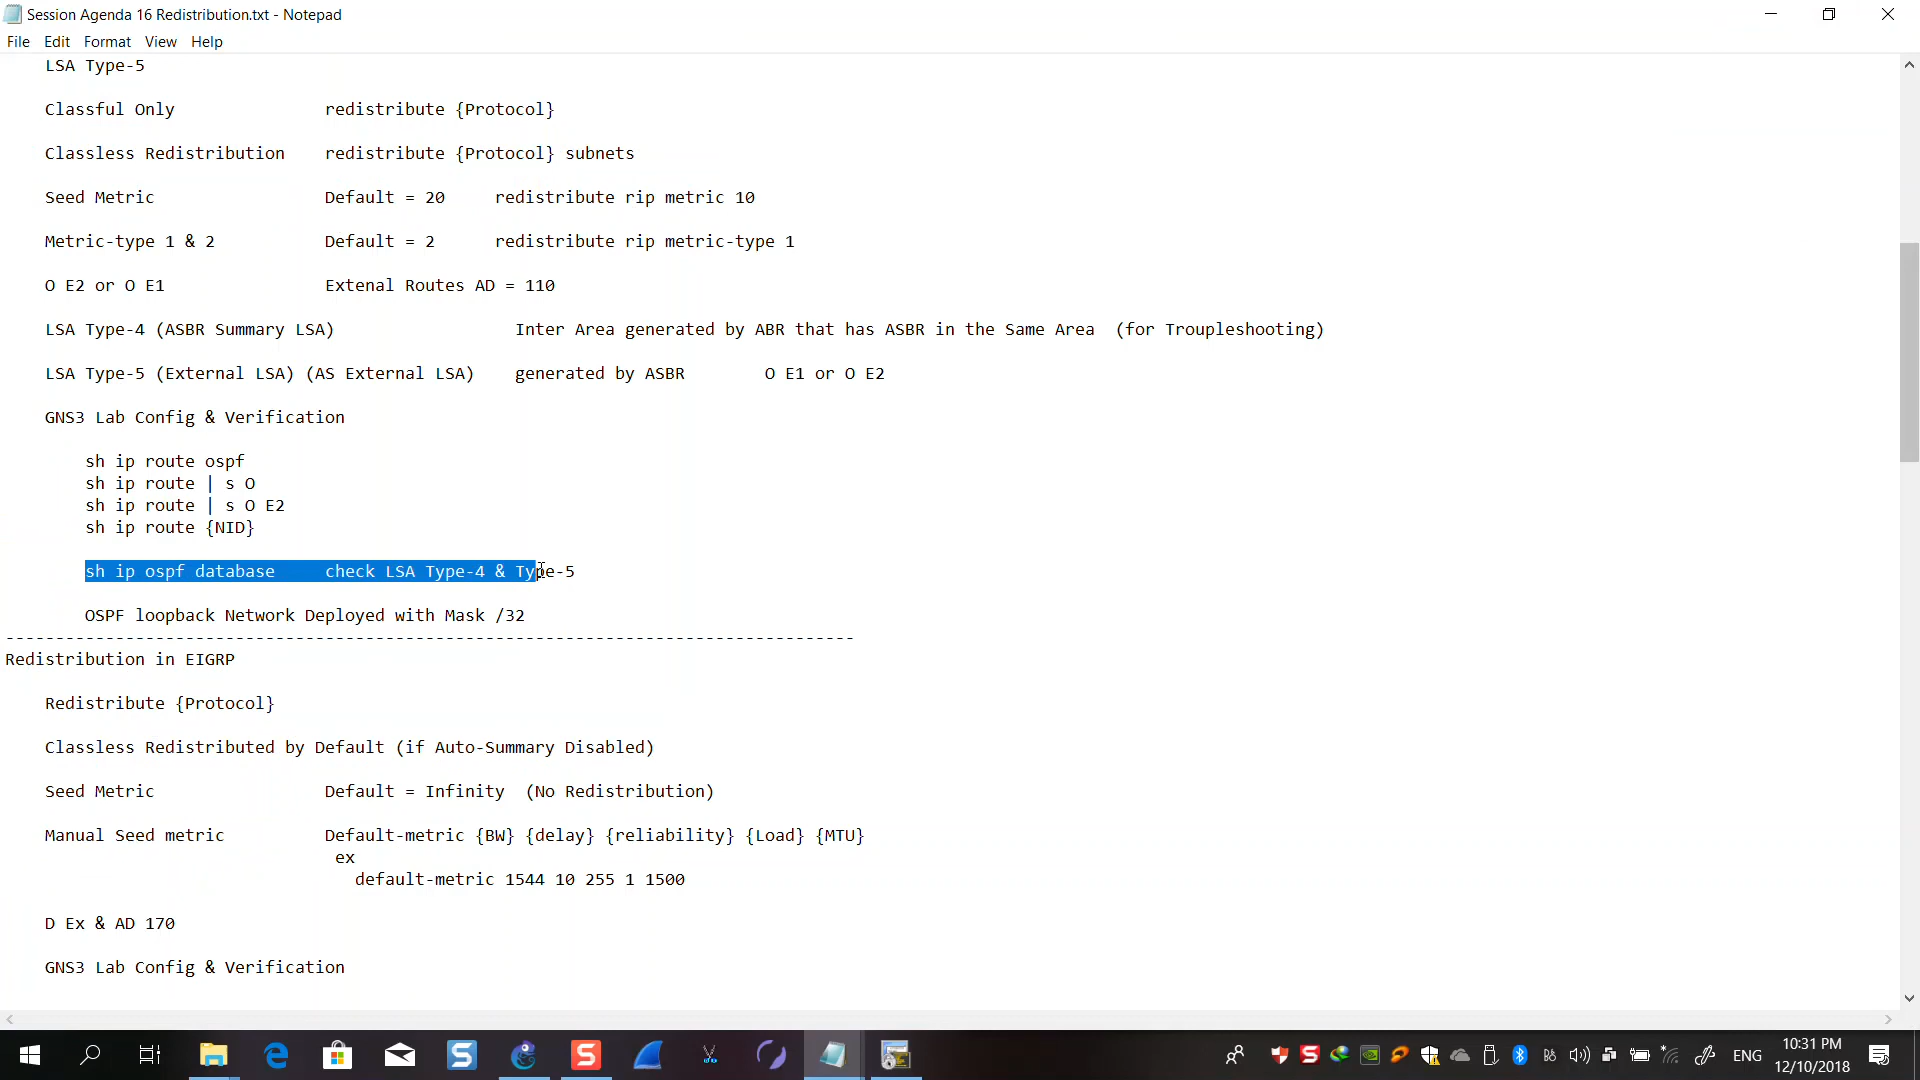 Session Agenda 16 Redistribution.txt - Notepad
File Edit Format View Help
LSA Type-5
Classful Only redistribute {Protocol}
Classless Redistribution redistribute {Protocol} subnets
Seed Metric Default = 20 redistribute rip metric 10
Metric-type 1 & 2 Default = 2 redistribute rip metric-type 1
O E2 or O E1 Extenal Routes AD = 110
LSA Type-4 (ASBR Summary LSA) Inter Area generated by ABR that has ASBR in the Same Area (for Troupleshooting)
LSA Type-5 (External LSA) (AS External LSA) generated by ASBR O E1 or O E2
GNS3 Lab Config & Verification
sh ip route ospf
sh ip route | s O
sh ip route | s O E2
sh ip route {NID}
sh ip ospf database check LSA Type-4 & Type-5
OSPF loopback Network Deployed with Mask /32
-------------------------------------------------------------------------------------
Redistribution in EIGRP
Redistribute {Protocol}
Classless Redistributed by Default (if Auto-Summary Disabled)
Seed Metric Default = Infinity (No Redistribution)
Manual Seed metric Default-metric {BW} {delay} {reliability} {Load} {MTU}
ex
default-metric 1544 10 255 1 1500
D Ex & AD 170
GNS3 Lab Config & Verification
ENG
10:31 PM
12/10/2018